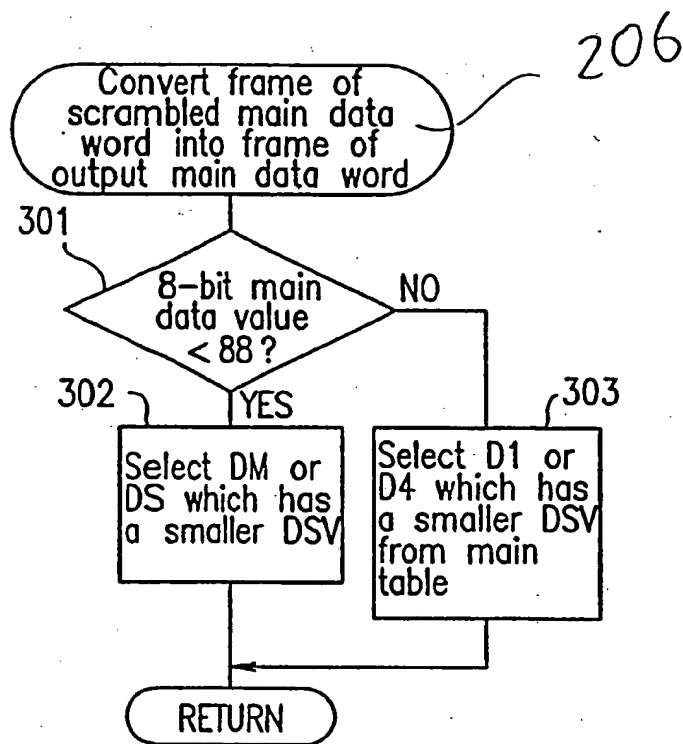 206
Convert frame of
scrambled main data
word into frame of
output main data word
301
8-bit main
data value
< 88 ?
NO
YES
302
Select DM or
DS which has
a smaller DSV
303
Select D1 or
D4 which has
a smaller DSV
from main
table
RETURN